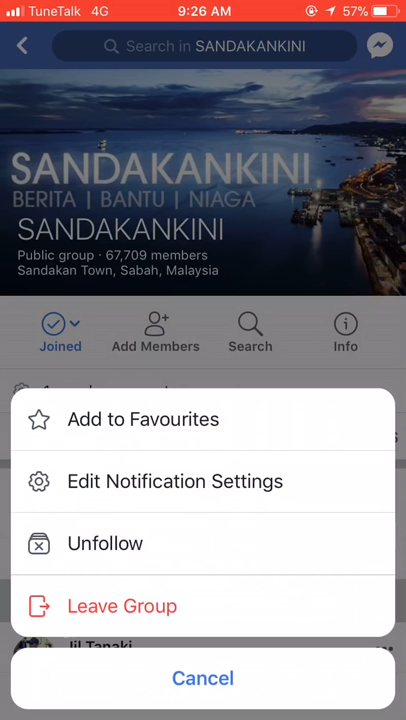 TuneTalk 4G 9:26 AM 57%
Search in SANDAKANKINI
SANDAKANKINI
BERITA | BANTU | NIAGA
SANDAKANKINI
Public group · 67,709 members
Sandakan Town, Sabah, Malaysia
Joined Add Members Search Info
Add to Favourites
Edit Notification Settings
Unfollow
Leave Group
Jil Tanaki
Cancel